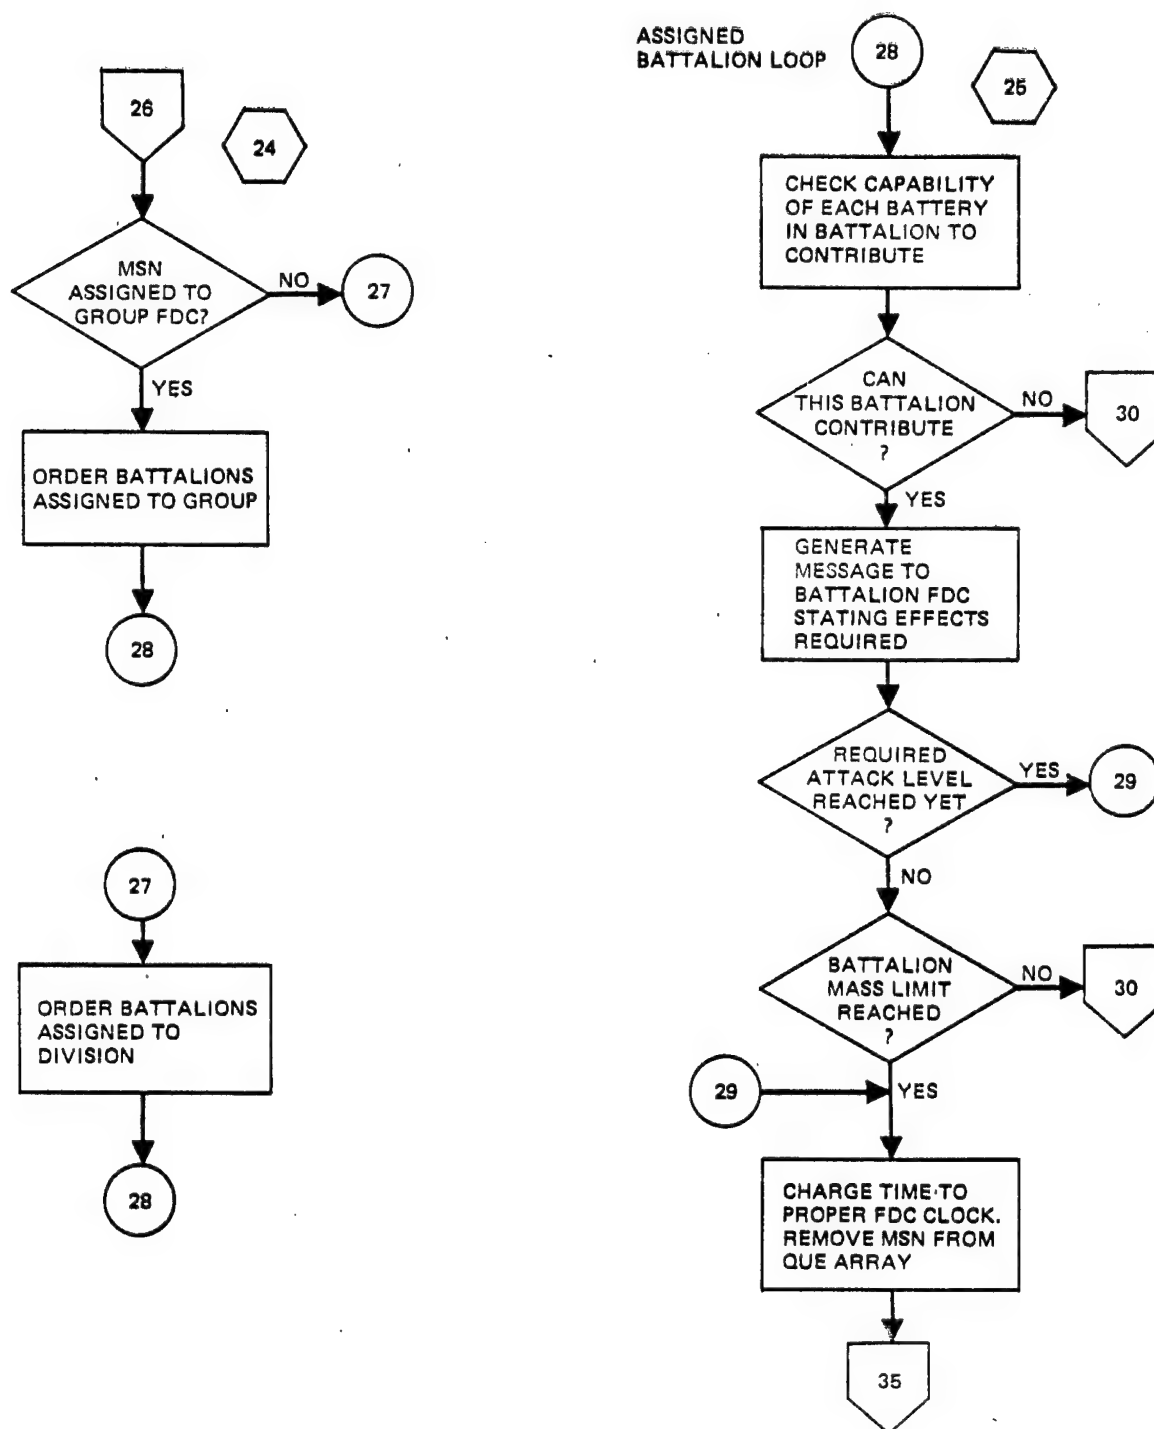 26
24
MSN
ASSIGNED TO
GROUP FDC?
NO
27
YES
ORDER BATTALIONS
ASSIGNED TO GROUP
28
27
ORDER BATTALIONS
ASSIGNED TO
DIVISION
28
ASSIGNED
BATTALION LOOP
28
25
CHECK CAPABILITY
OF EACH BATTERY
IN BATTALION TO
CONTRIBUTE
CAN
THIS BATTALION
CONTRIBUTE
?
NO
30
YES
GENERATE
MESSAGE TO
BATTALION FDC
STATING EFFECTS
REQUIRED
REQUIRED
ATTACK LEVEL
REACHED YET
?
YES
29
NO
BATTALION
MASS LIMIT
REACHED
?
NO
30
29
YES
CHARGE TIME TO
PROPER FDC CLOCK.
REMOVE MSN FROM
QUE ARRAY
35